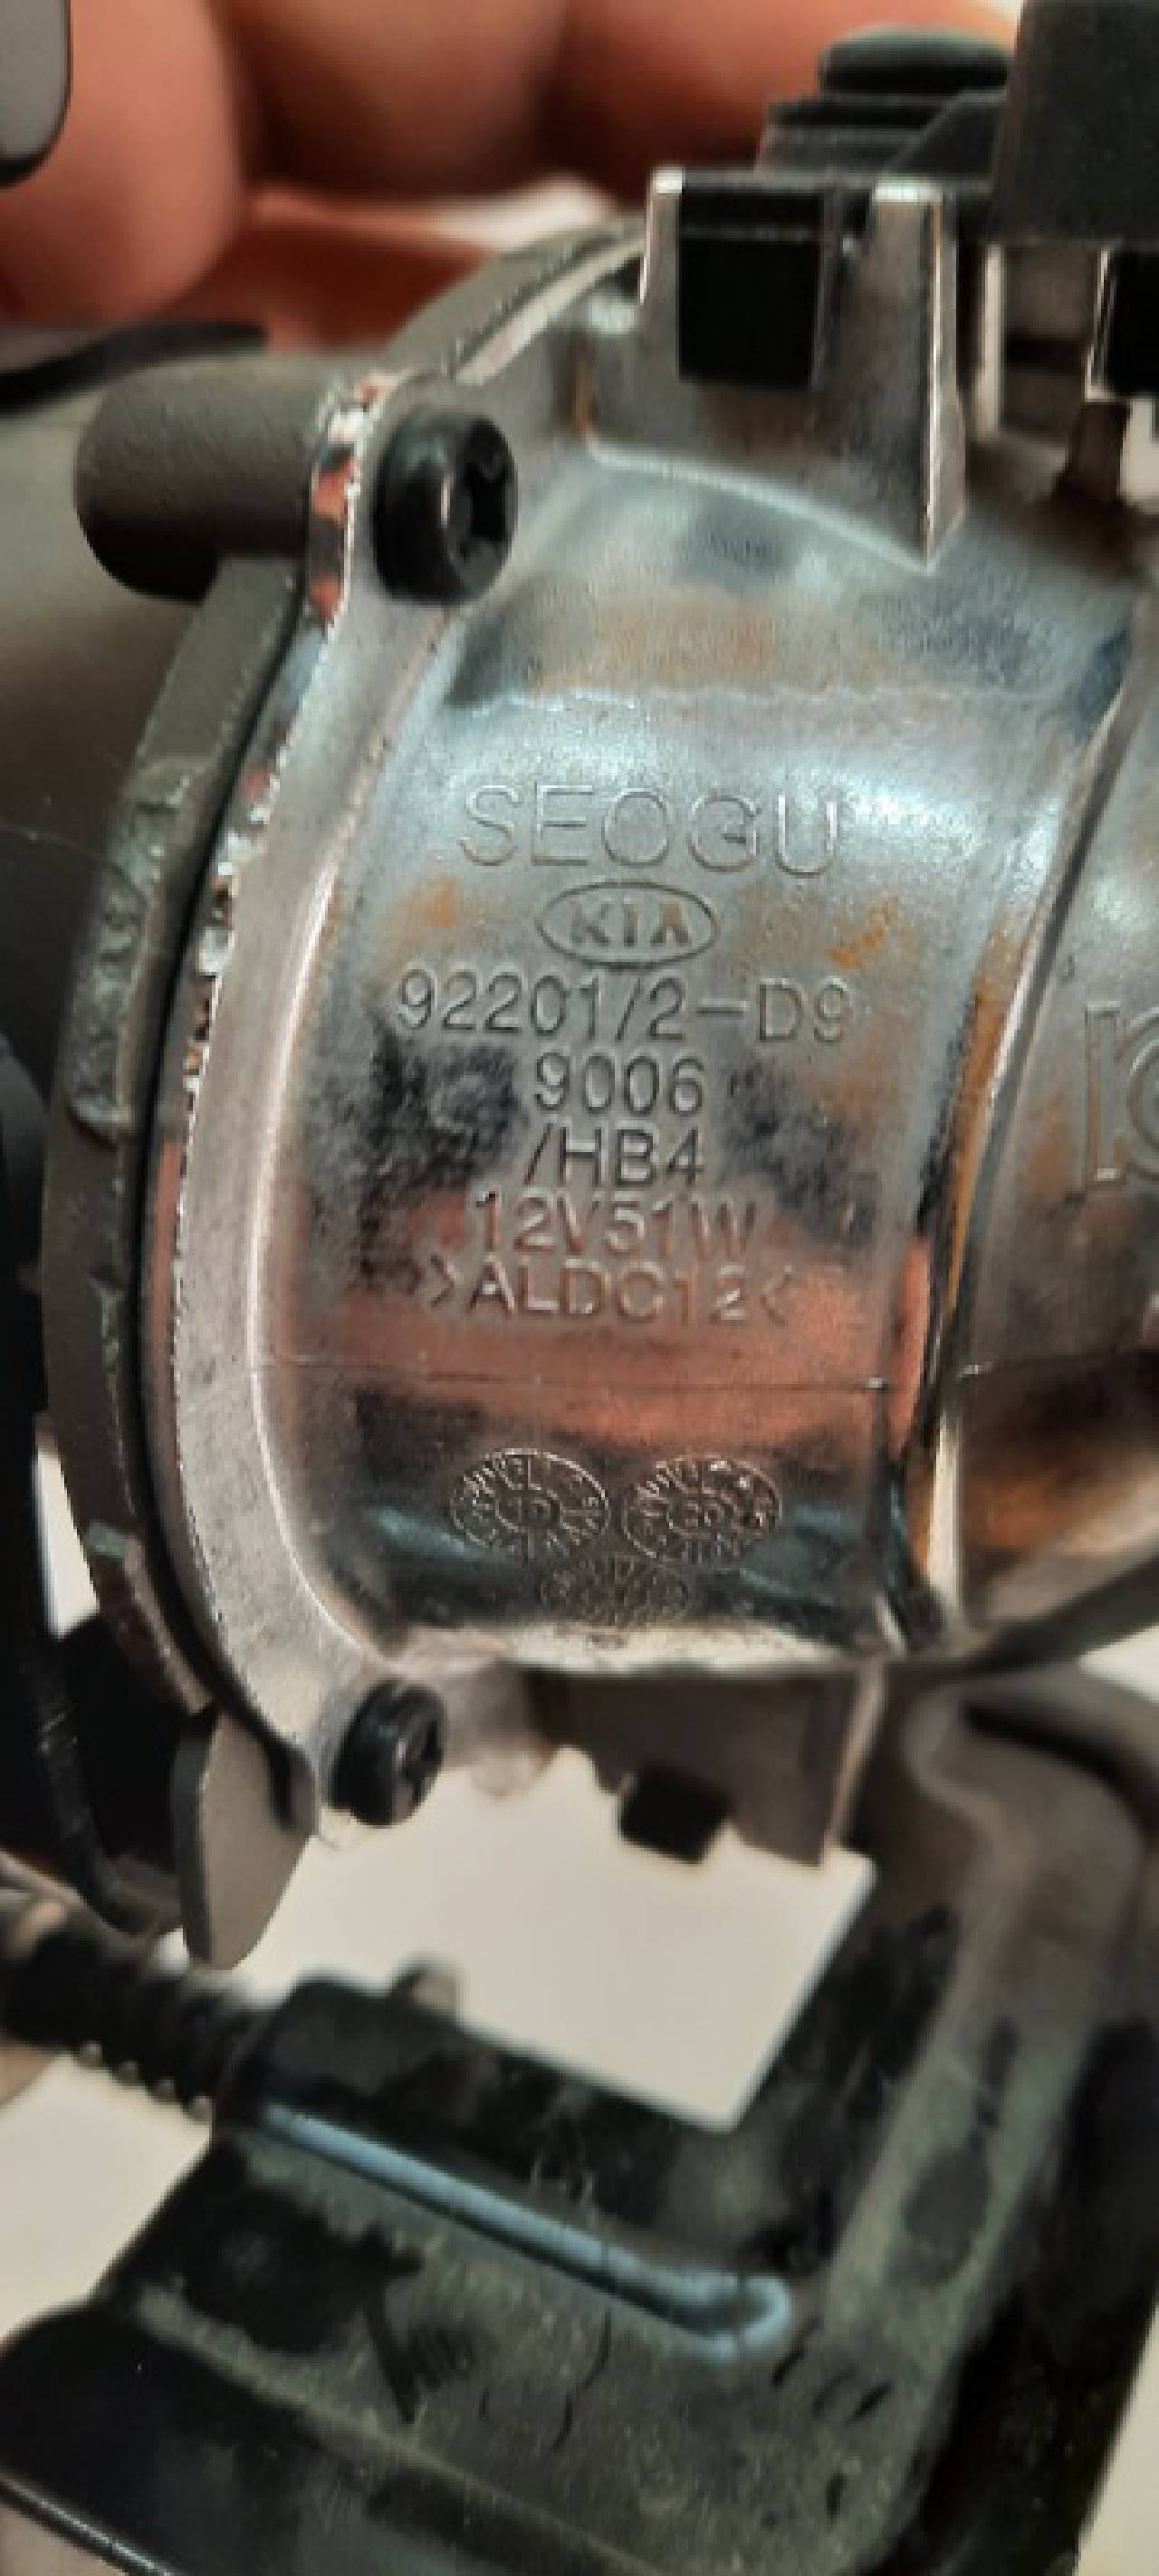 SEOGU
KIA
92201/2-D9
9006
/HB4
12V51W
>ALDC12<